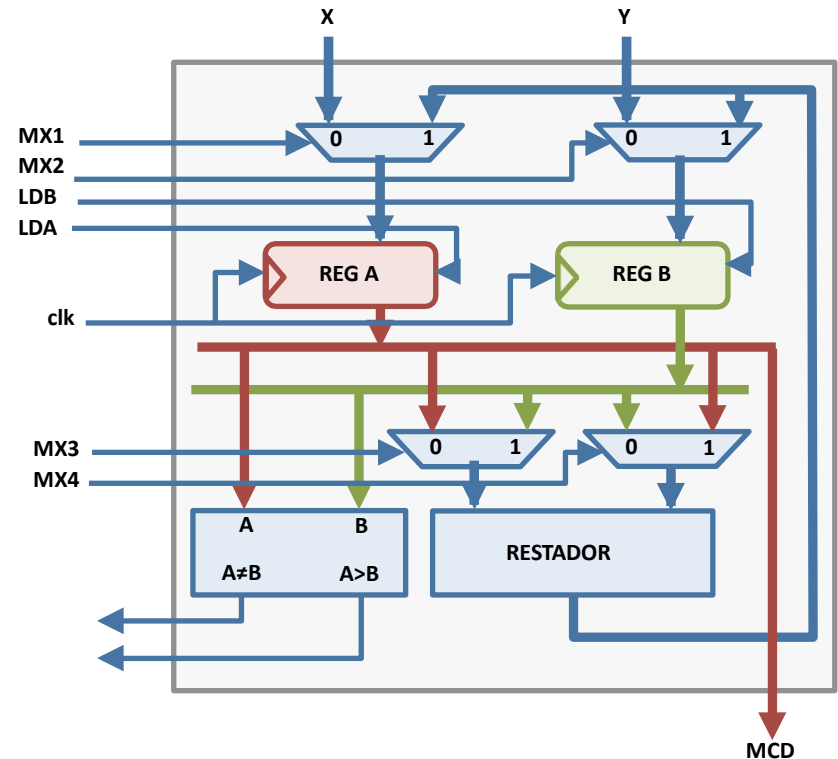 X
Y
MX1
0
1
0
1
MX2
LDB
LDA
REG A
REG B
clk
MX3
0
1
0
1
MX4
A
B
RESTADOR
A≠B
A>B
MCD